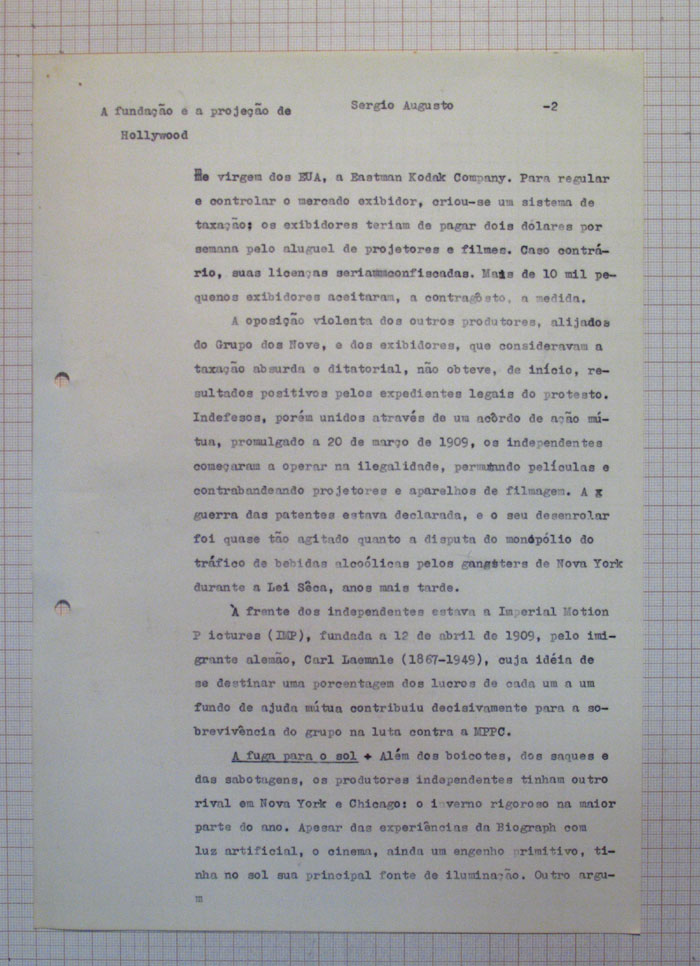 A fundação e a projeção de Sergio Augusto -2
Hollywood
me virgem dos EUA, a Eastman Kodak Company. Para regular
e controlar o mercado exibidor, criou-se um sistema de
taxação; os exibidores teriam de pagar dois dólares por
semana pelo aluguel de projetores e filmes. Caso contrá-
rio, suas licenças seriam confiscadas. Mais de 10 mil pe-
quenos exibidores aceitaram, a contragôsto, a medida.
A oposição violenta dos outros produtores, alijados
do Grupo dos Nove, e dos exibidores, que consideravam a
taxação absurda e ditatorial, não obteve, de início, re-
sultados positivos pelos expedientes legais do protesto.
Indefesos, porém unidos através de um acôrdo de ação mú-
tua, promulgado a 20 de março de 1909, os independentes
começaram a operar na ilegalidade, permutando películas e
contrabandeando projetores e aparelhos de filmagem. A
guerra das patentes estava declarada, e o seu desenrolar
foi quase tão agitado quanto a disputa do monopólio do
tráfico de bebidas alcoólicas pelos gangsters de Nova York
durante a Lei Sêca, anos mais tarde.
À frente dos independentes estava a Imperial Motion
P ictures (IMP), fundada a 12 de abril de 1909, pelo imi-
grante alemão, Carl Laemnle (1867-1949), cuja idéia de
se destinar uma porcentagem dos lucros de cada um a um
fundo de ajuda mútua contribuiu decisivamente para a so-
brevivência do grupo na luta contra a MPPC.
A fuga para o sol + Além dos boicotes, dos saques e
das sabotagens, os produtores independentes tinham outro
rival em Nova York e Chicago: o inverno rigoroso na maior
parte do ano. Apesar das experiências da Biograph com
luz artificial, o cinema, ainda um engenho primitivo, ti-
nha no sol sua principal fonte de iluminação. Outro argu-
m